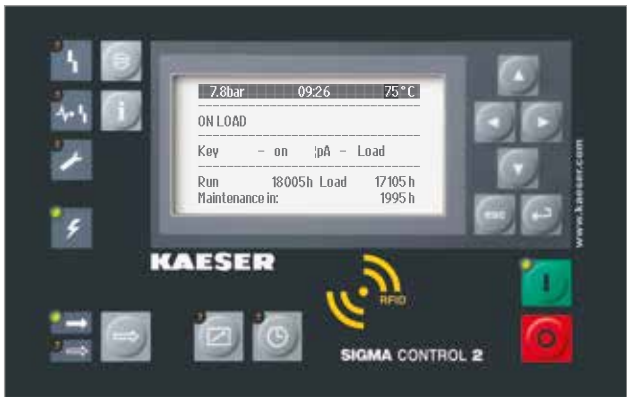 7.8bar 09:26 75°C
ON LOAD
Key - on ¦pA - Load
Run 18005h Load 17105h
Maintenance in: 1995h
esc
www.kaeser.com
KAESER
RFID
I
O
SIGMA CONTROL 2